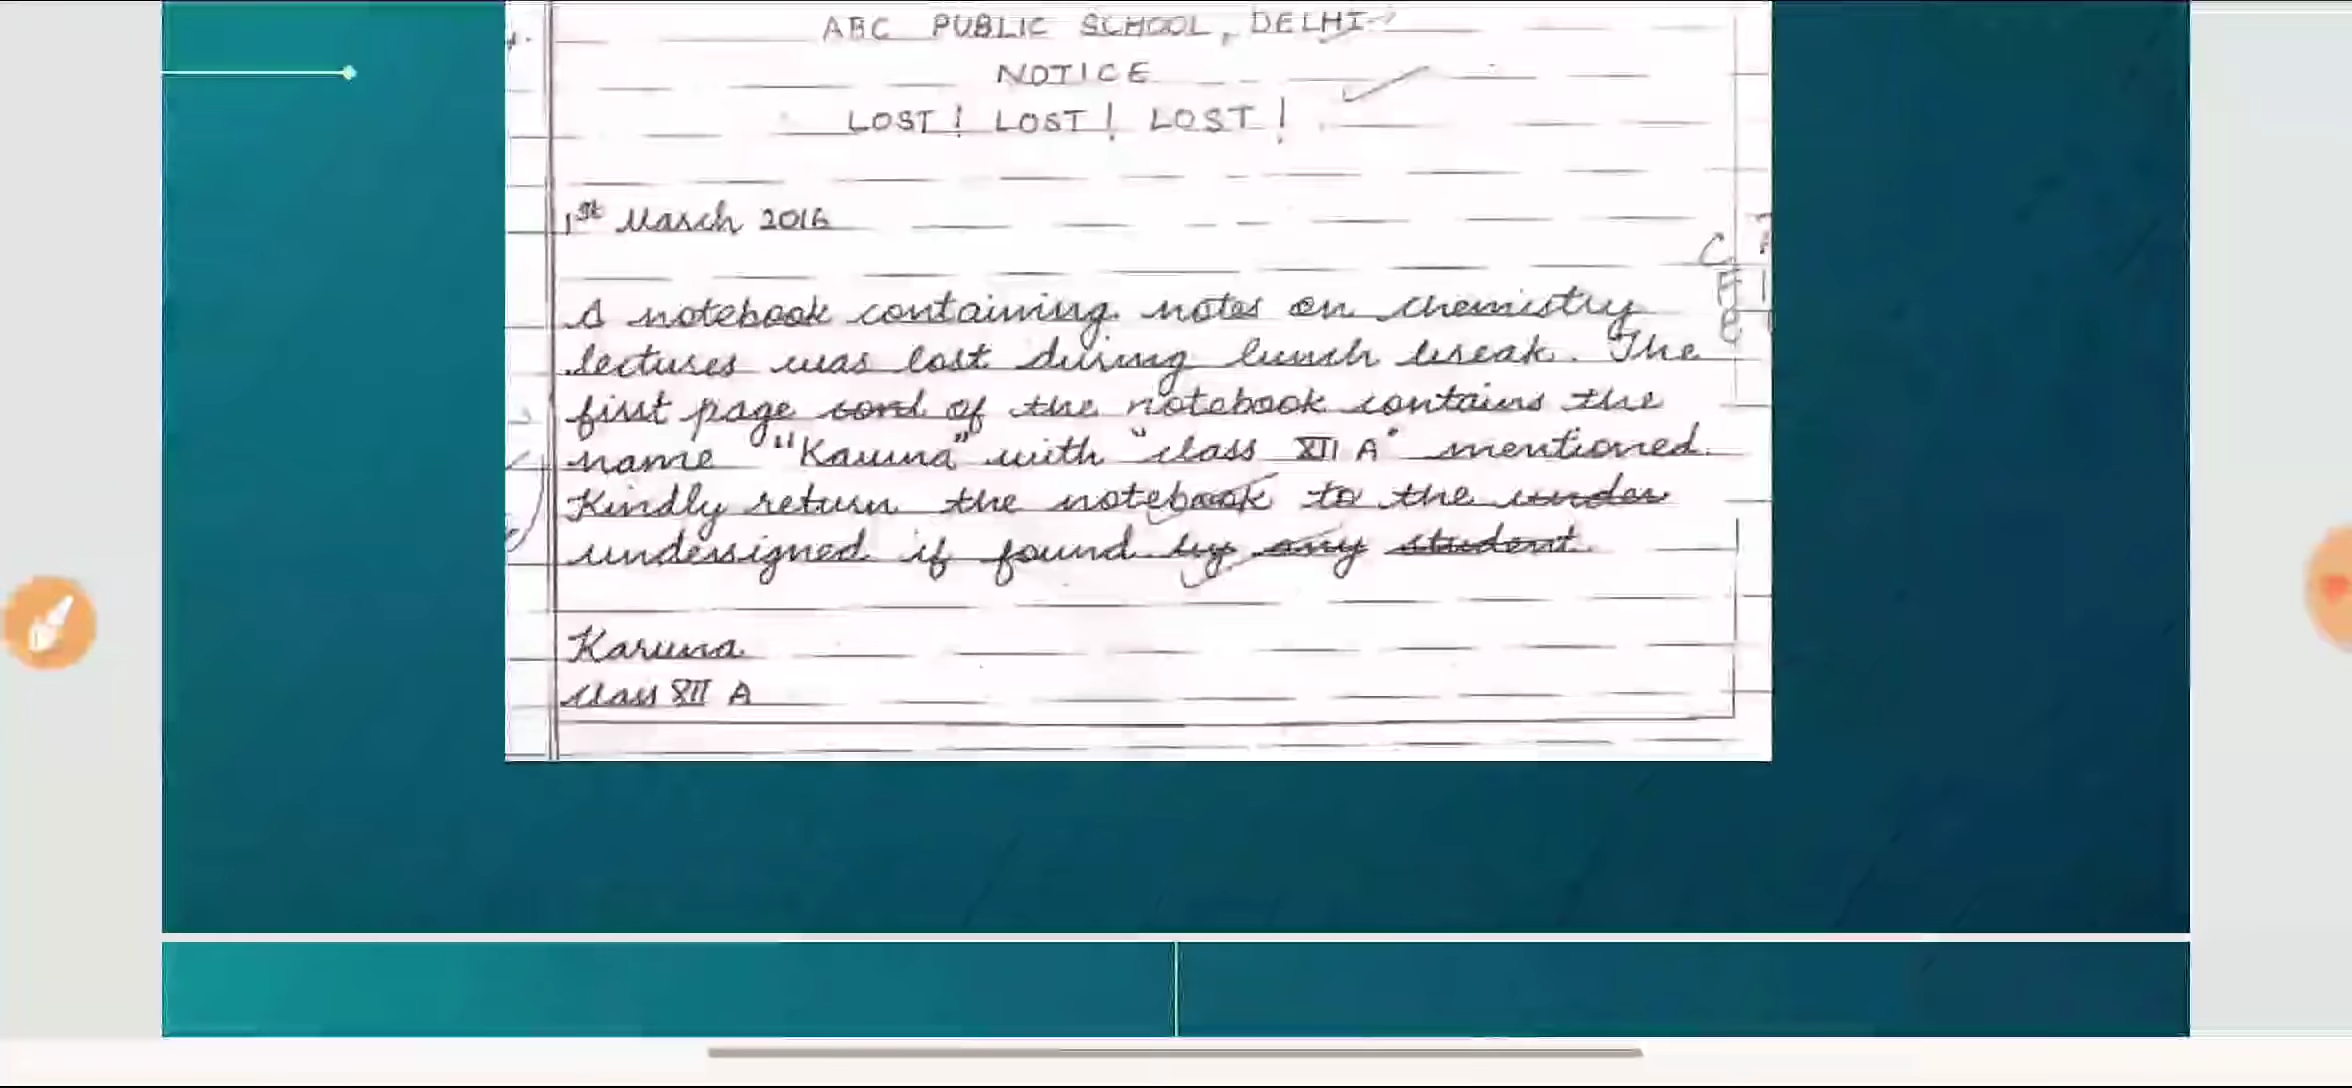 ABC PUBLIC SCHOOL, DELHI
NOTICE
LOST! LOST! LOST!
1st March 2016
A notebook containing notes on chemistry
lectures was lost during lunch break. The
first page cond of the notebook contains the
name "Karuna" with "class XII A" mentioned.
Kindly return the notebook to the under
undersigned if found by any student.
Karuna
Class XII A